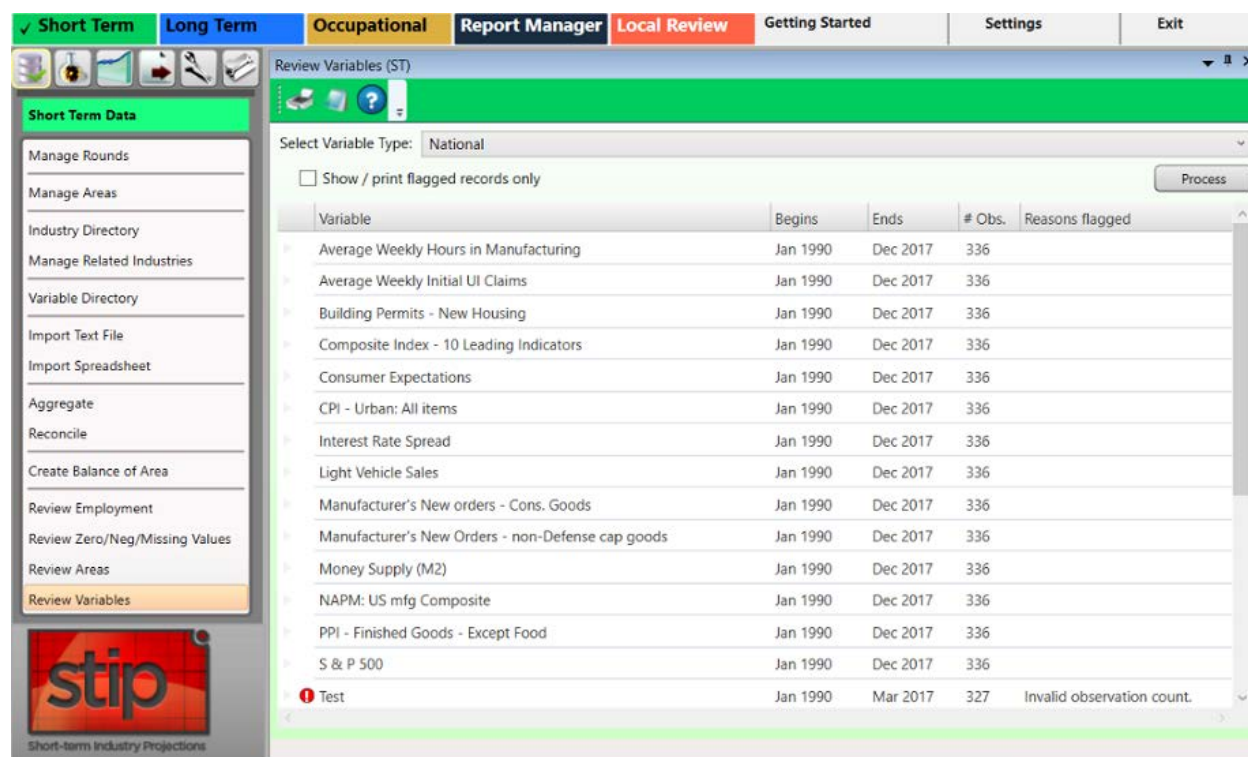 ✓ Short Term Long Term Occupational Report Manager Local Review Getting Started Settings Exit
Review Variables (ST)
Short Term Data
Manage Rounds
Manage Areas
Industry Directory
Manage Related Industries
Variable Directory
Import Text File
Import Spreadsheet
Aggregate
Reconcile
Create Balance of Area
Review Employment
Review Zero/Neg/Missing Values
Review Areas
Review Variables
stip
Short-term Industry Projections
Select Variable Type: National
Show / print flagged records only Process
Variable Begins Ends # Obs. Reasons flagged
Average Weekly Hours in Manufacturing Jan 1990 Dec 2017 336
Average Weekly Initial UI Claims Jan 1990 Dec 2017 336
Building Permits - New Housing Jan 1990 Dec 2017 336
Composite Index - 10 Leading Indicators Jan 1990 Dec 2017 336
Consumer Expectations Jan 1990 Dec 2017 336
CPI - Urban: All items Jan 1990 Dec 2017 336
Interest Rate Spread Jan 1990 Dec 2017 336
Light Vehicle Sales Jan 1990 Dec 2017 336
Manufacturer's New orders - Cons. Goods Jan 1990 Dec 2017 336
Manufacturer's New Orders - non-Defense cap goods Jan 1990 Dec 2017 336
Money Supply (M2) Jan 1990 Dec 2017 336
NAPM: US mfg Composite Jan 1990 Dec 2017 336
PPI - Finished Goods - Except Food Jan 1990 Dec 2017 336
S & P 500 Jan 1990 Dec 2017 336
Test Jan 1990 Mar 2017 327 Invalid observation count.